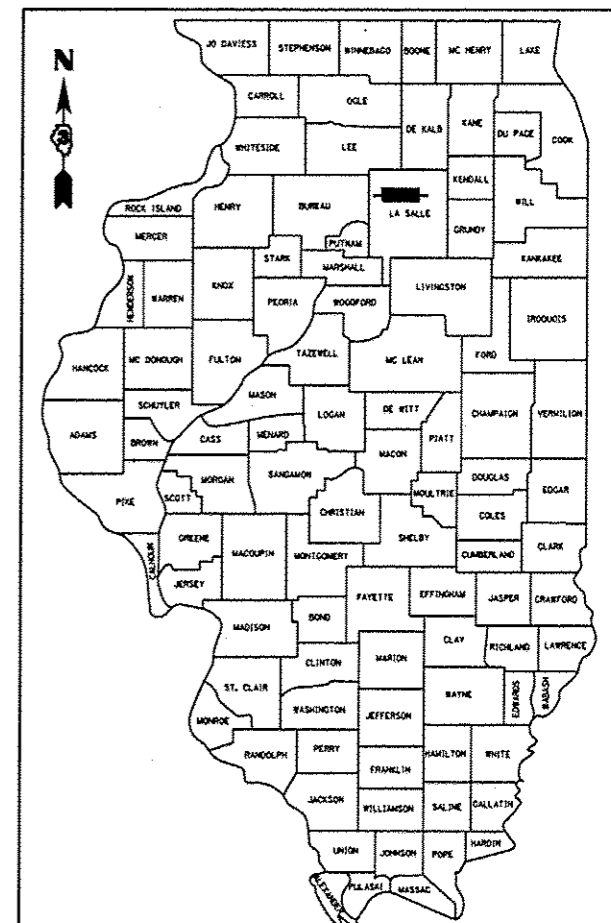 JO DAVIESS STEPHENSON WINNEBAGO BOONE MC HENRY LAKE
N
CARROLL OGLE DE KALB KANE DU PAGE COOK
WHITESIDE LEE
KENDALL
ROCK ISLAND HENRY BUREAU LA SALLE WILL
MERCER PUTNAM GRUNDY
STARK MARSHALL KANKAKEE
HENDERSON WARREN KNOX PEORIA WOODFORD LIVINGSTON IROQUOIS
HANCOCK MC DONOUGH FULTON TAZEWELL MC LEAN FORD
MASON
SCHUYLER LOGAN DE WITT CHAMPAIGN VERMILION
ADAMS BROWN CASS MENARD MACON PIATT
SANGAMON DOUGLAS
PIKE SCOTT MORGAN CHRISTIAN MOULTRIE COLES EDGAR
GREENE SHELBY
CALHOUN MACOUPIN MONTGOMERY CUMBERLAND CLARK
JERSEY
FAYETTE EFFINGHAM JASPER CRAWFORD
MADISON BOND
CLAY RICHLAND LAWRENCE
CLINTON MARION
ST. CLAIR WAYNE EDWARDS WABASH
WASHINGTON JEFFERSON
MONROE
RANDOLPH PERRY HAMILTON WHITE
FRANKLIN
JACKSON WILLIAMSON SALINE GALLATIN
UNION JOHNSON POPE HARDIN
ALEXANDER PULASKI MASSAC